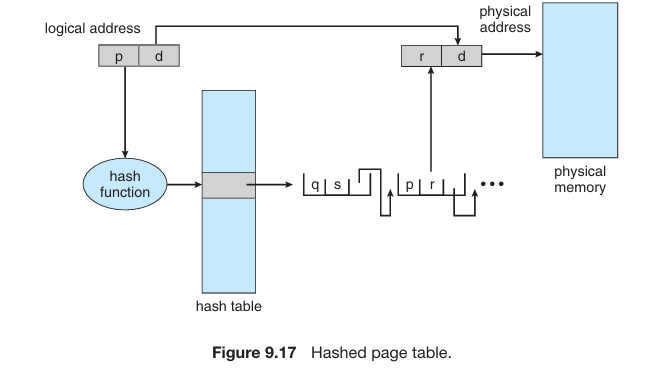 logical address
physical
address
p d
r d
hash
function
q s
p r
•••
physical
memory
hash table
Figure 9.17 Hashed page table.